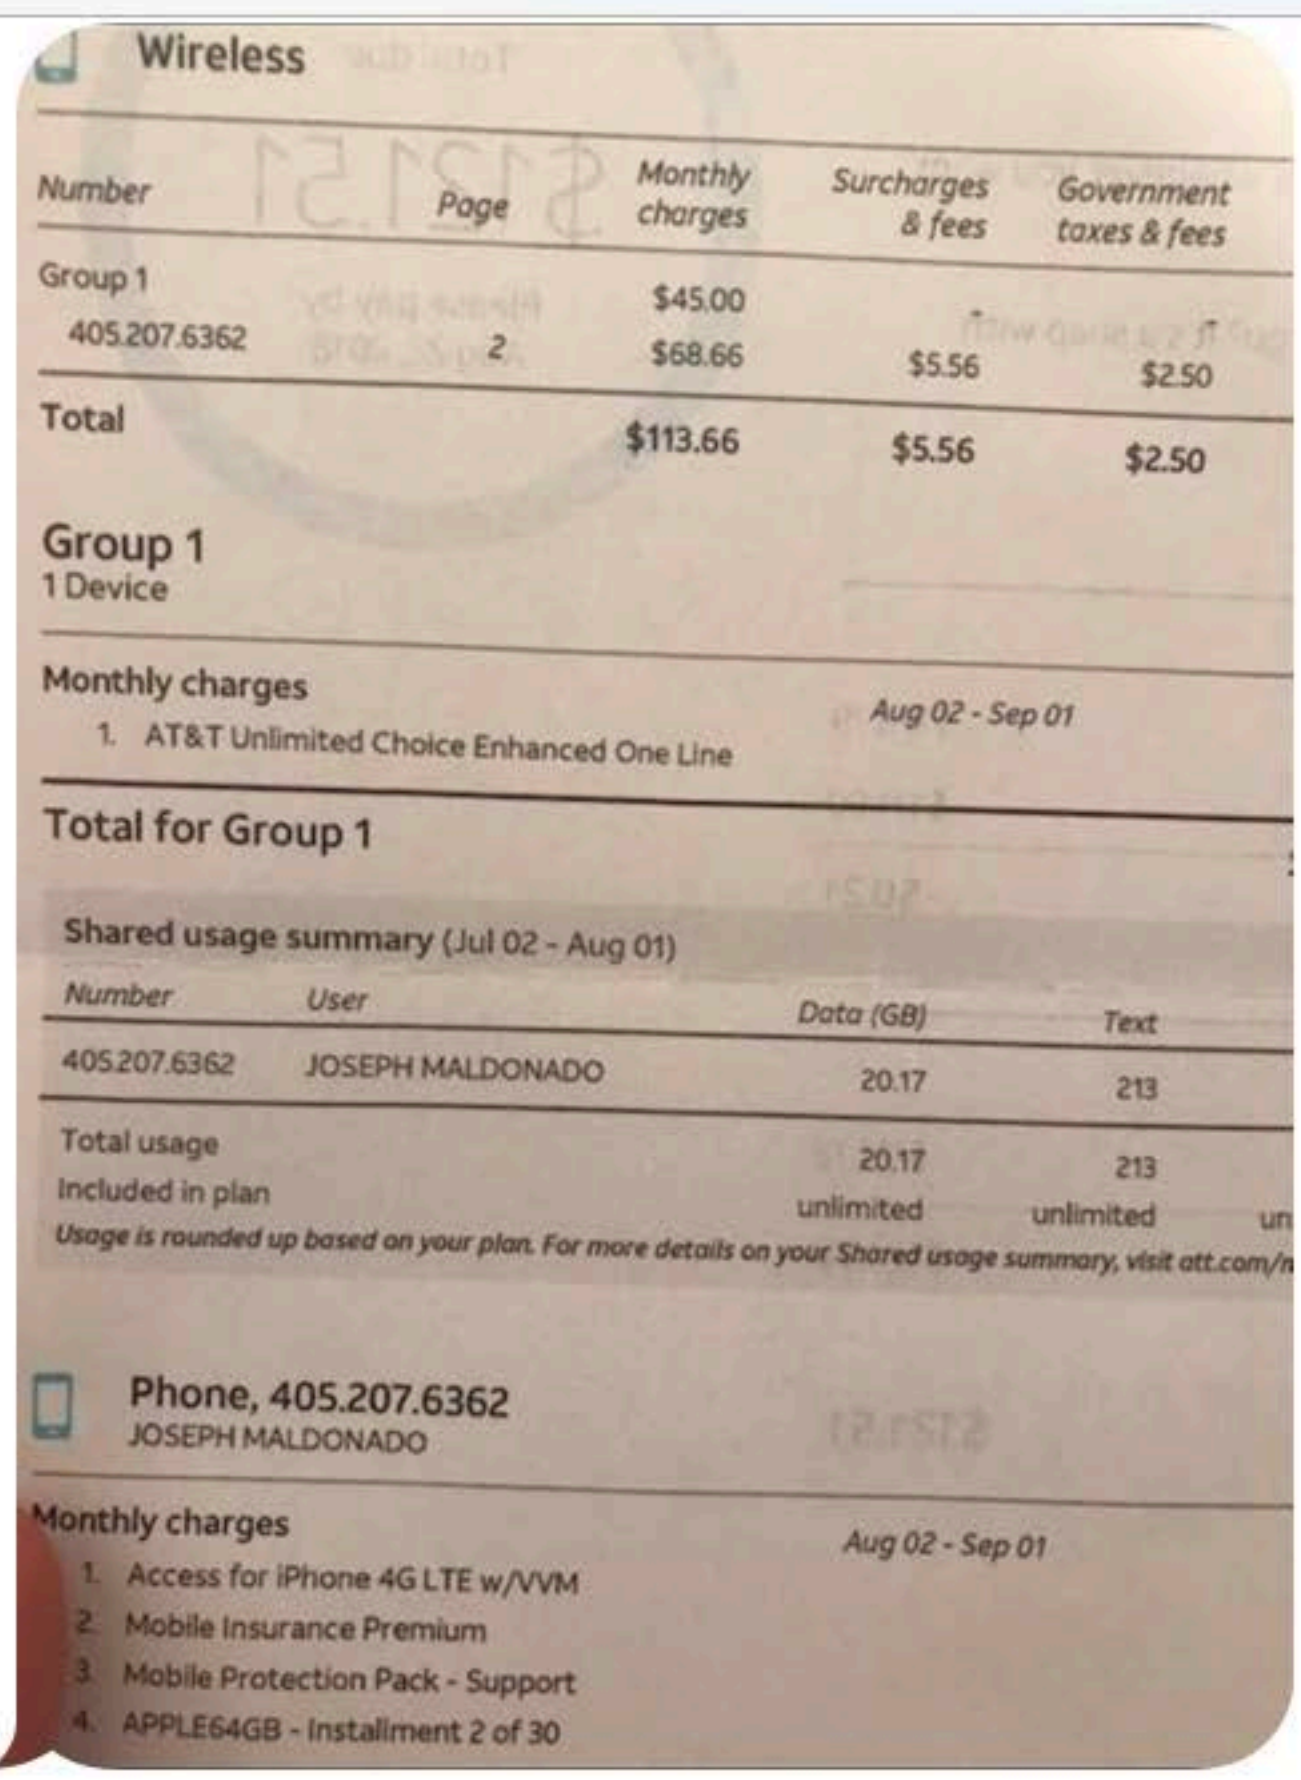 Wireless
Number Page Monthly charges Surcharges & fees Government taxes & fees
Group 1 $45.00 - -
405.207.6362 2 $68.66 $5.56 $2.50
Total $113.66 $5.56 $2.50
Group 1
1 Device
Monthly charges Aug 02 - Sep 01
1. AT&T Unlimited Choice Enhanced One Line
Total for Group 1
Shared usage summary (Jul 02 - Aug 01)
Number User Data (GB) Text
405.207.6362 JOSEPH MALDONADO 20.17 213
Total usage 20.17 213
Included in plan unlimited unlimited un
Usage is rounded up based on your plan. For more details on your Shared usage summary, visit att.com/
Phone, 405.207.6362
JOSEPH MALDONADO
Monthly charges Aug 02 - Sep 01
1. Access for iPhone 4G LTE w/VVM
2. Mobile Insurance Premium
3. Mobile Protection Pack - Support
4. APPLE64GB - Installment 2 of 30